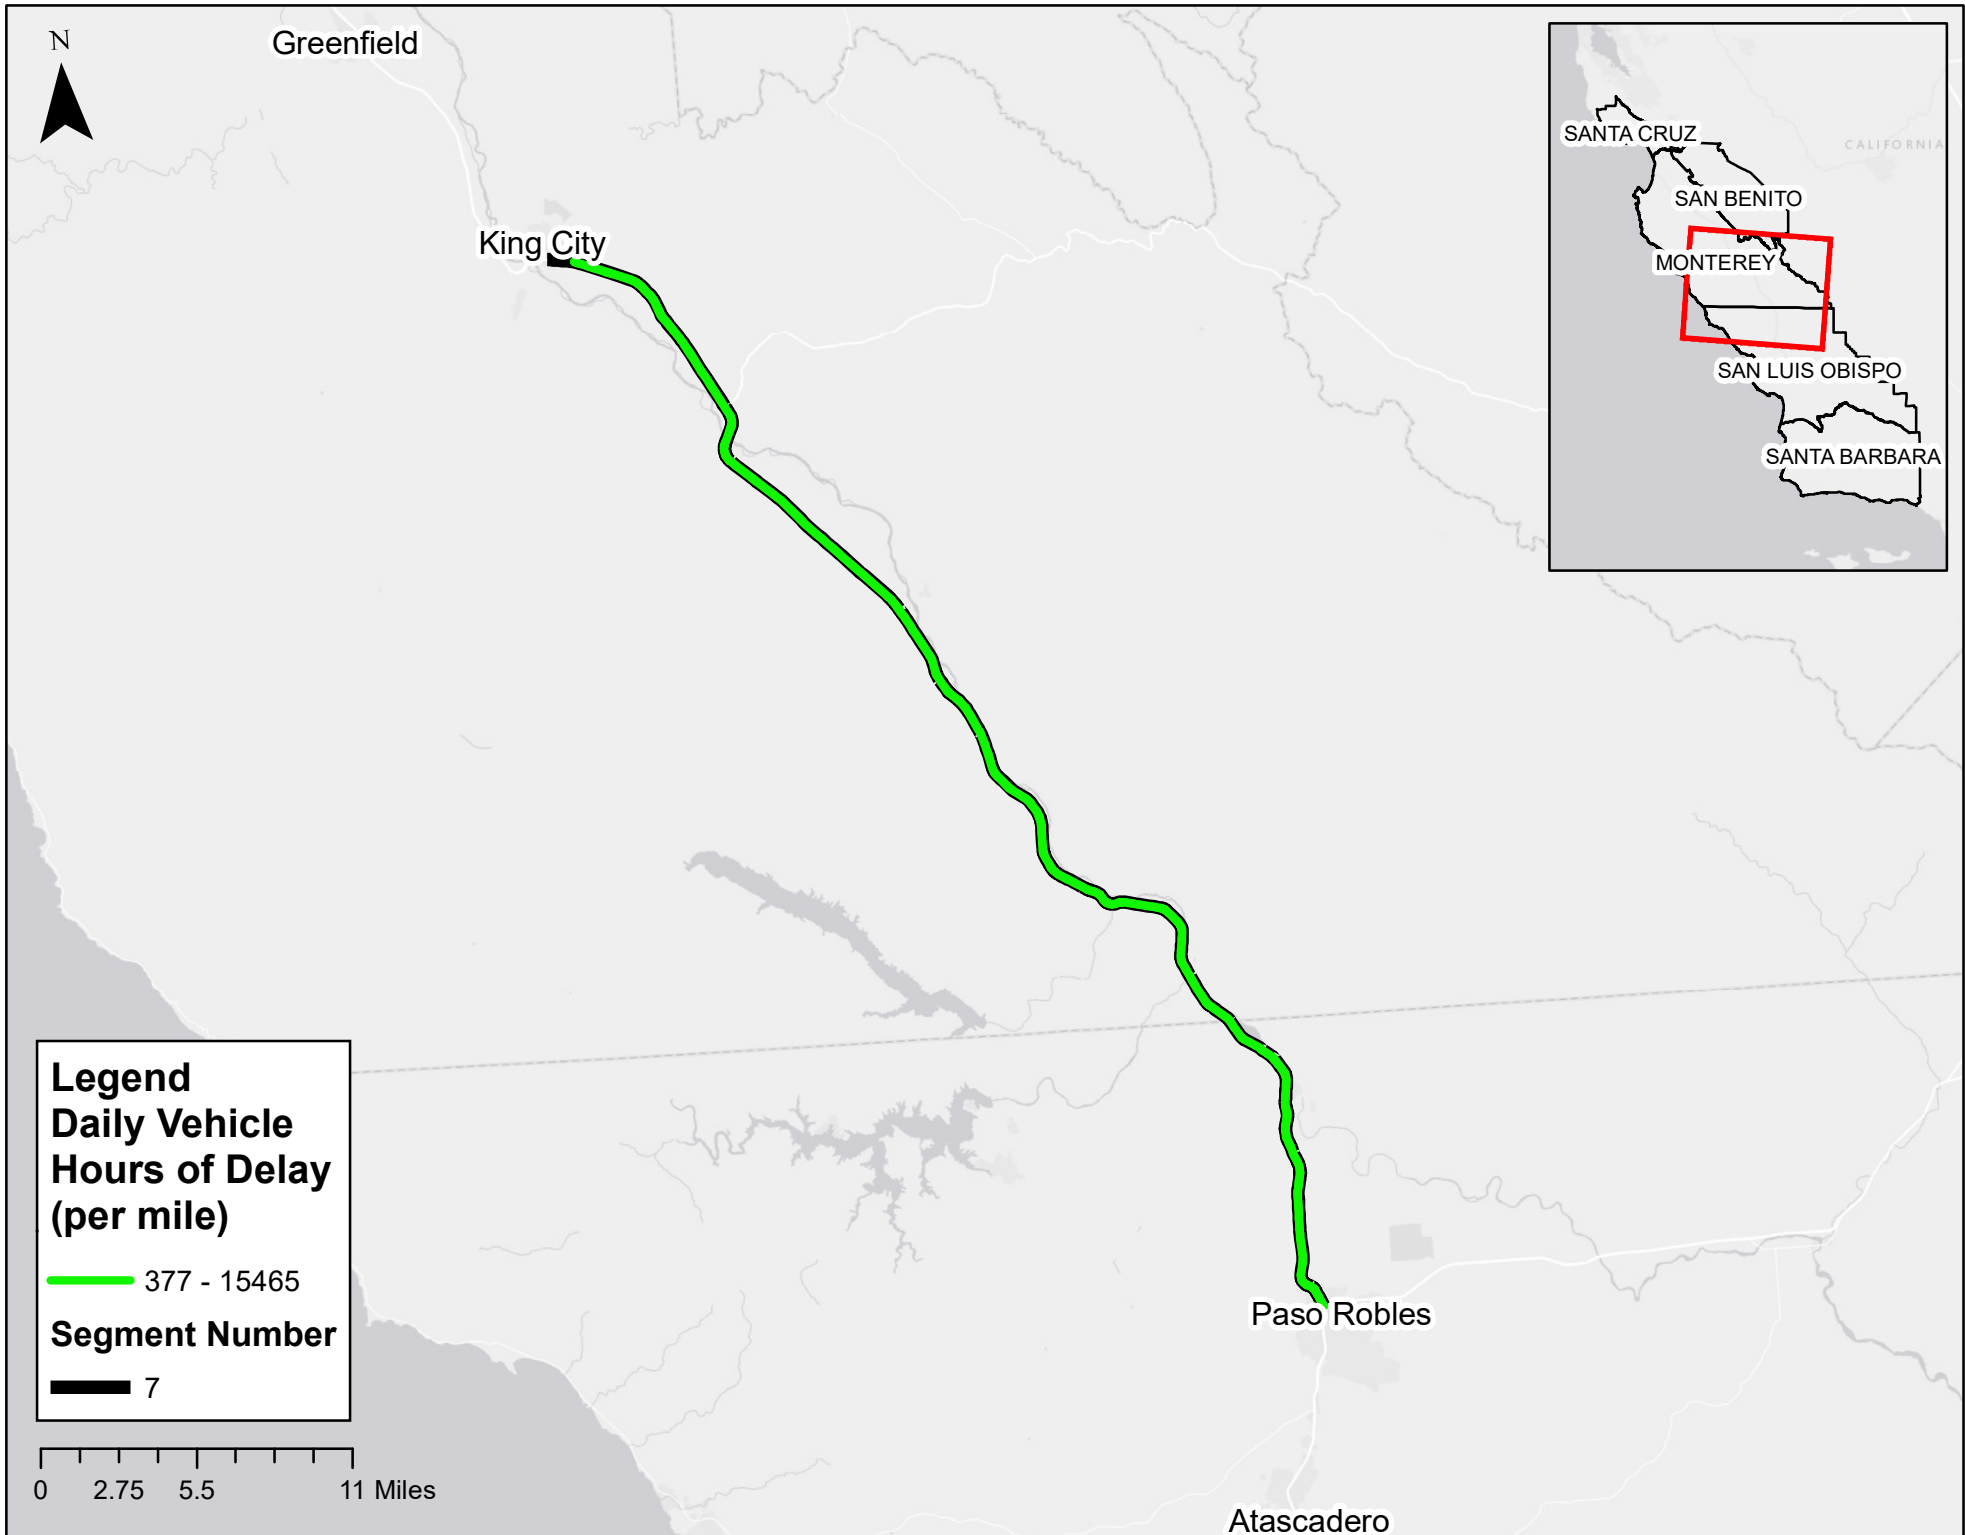 N
Greenfield
King City
Paso Robles
Atascadero
SANTA CRUZ
CALIFORNIA
SAN BENITO
MONTEREY
SAN LUIS OBISPO
SANTA BARBARA
Legend
Daily Vehicle
Hours of Delay
(per mile)
377 - 15465
Segment Number
7
0 2.75 5.5 11 Miles